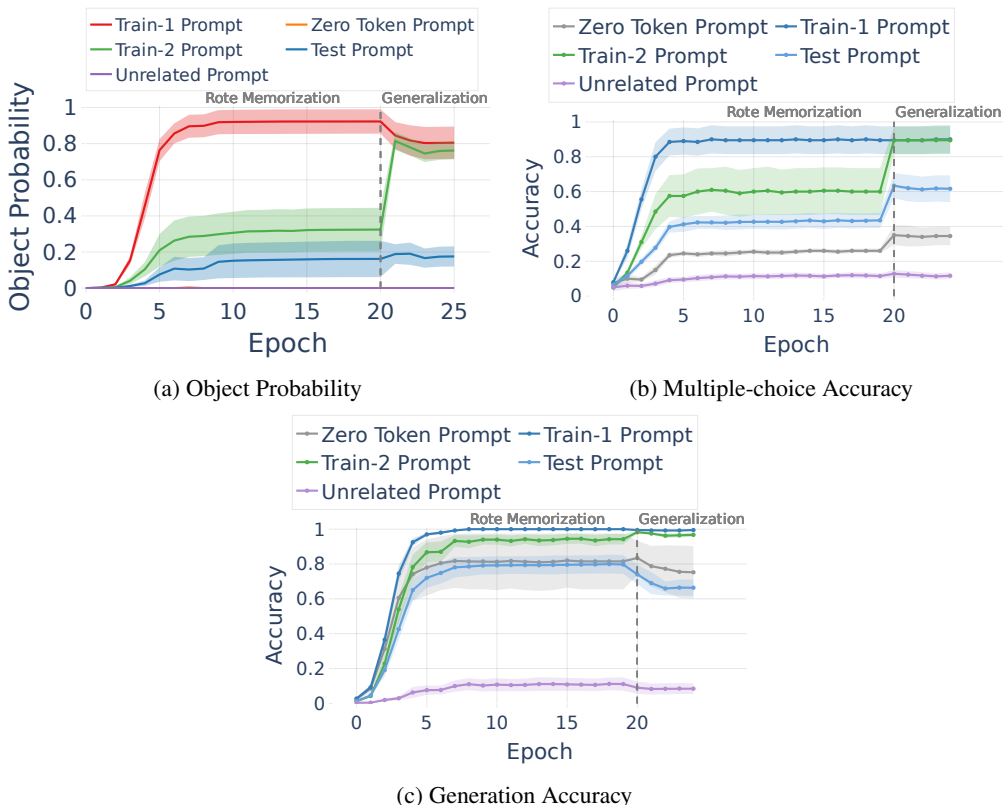 Train-1 Prompt Zero Token Prompt
Train-2 Prompt Test Prompt
Unrelated Prompt
Rote Memorization Generalization
Object Probability
1
0.8
0.6
0.4
0.2
0
0 5 10 15 20 25
Epoch
(a) Object Probability
Zero Token Prompt Train-1 Prompt
Train-2 Prompt Test Prompt
Unrelated Prompt
Rote Memorization Generalization
Accuracy
1
0.8
0.6
0.4
0.2
0
0 5 10 15 20
Epoch
(b) Multiple-choice Accuracy
Zero Token Prompt Train-1 Prompt
Train-2 Prompt Test Prompt
Unrelated Prompt
Rote Memorization Generalization
Accuracy
1
0.8
0.6
0.4
0.2
0
0 5 10 15 20
Epoch
(c) Generation Accuracy